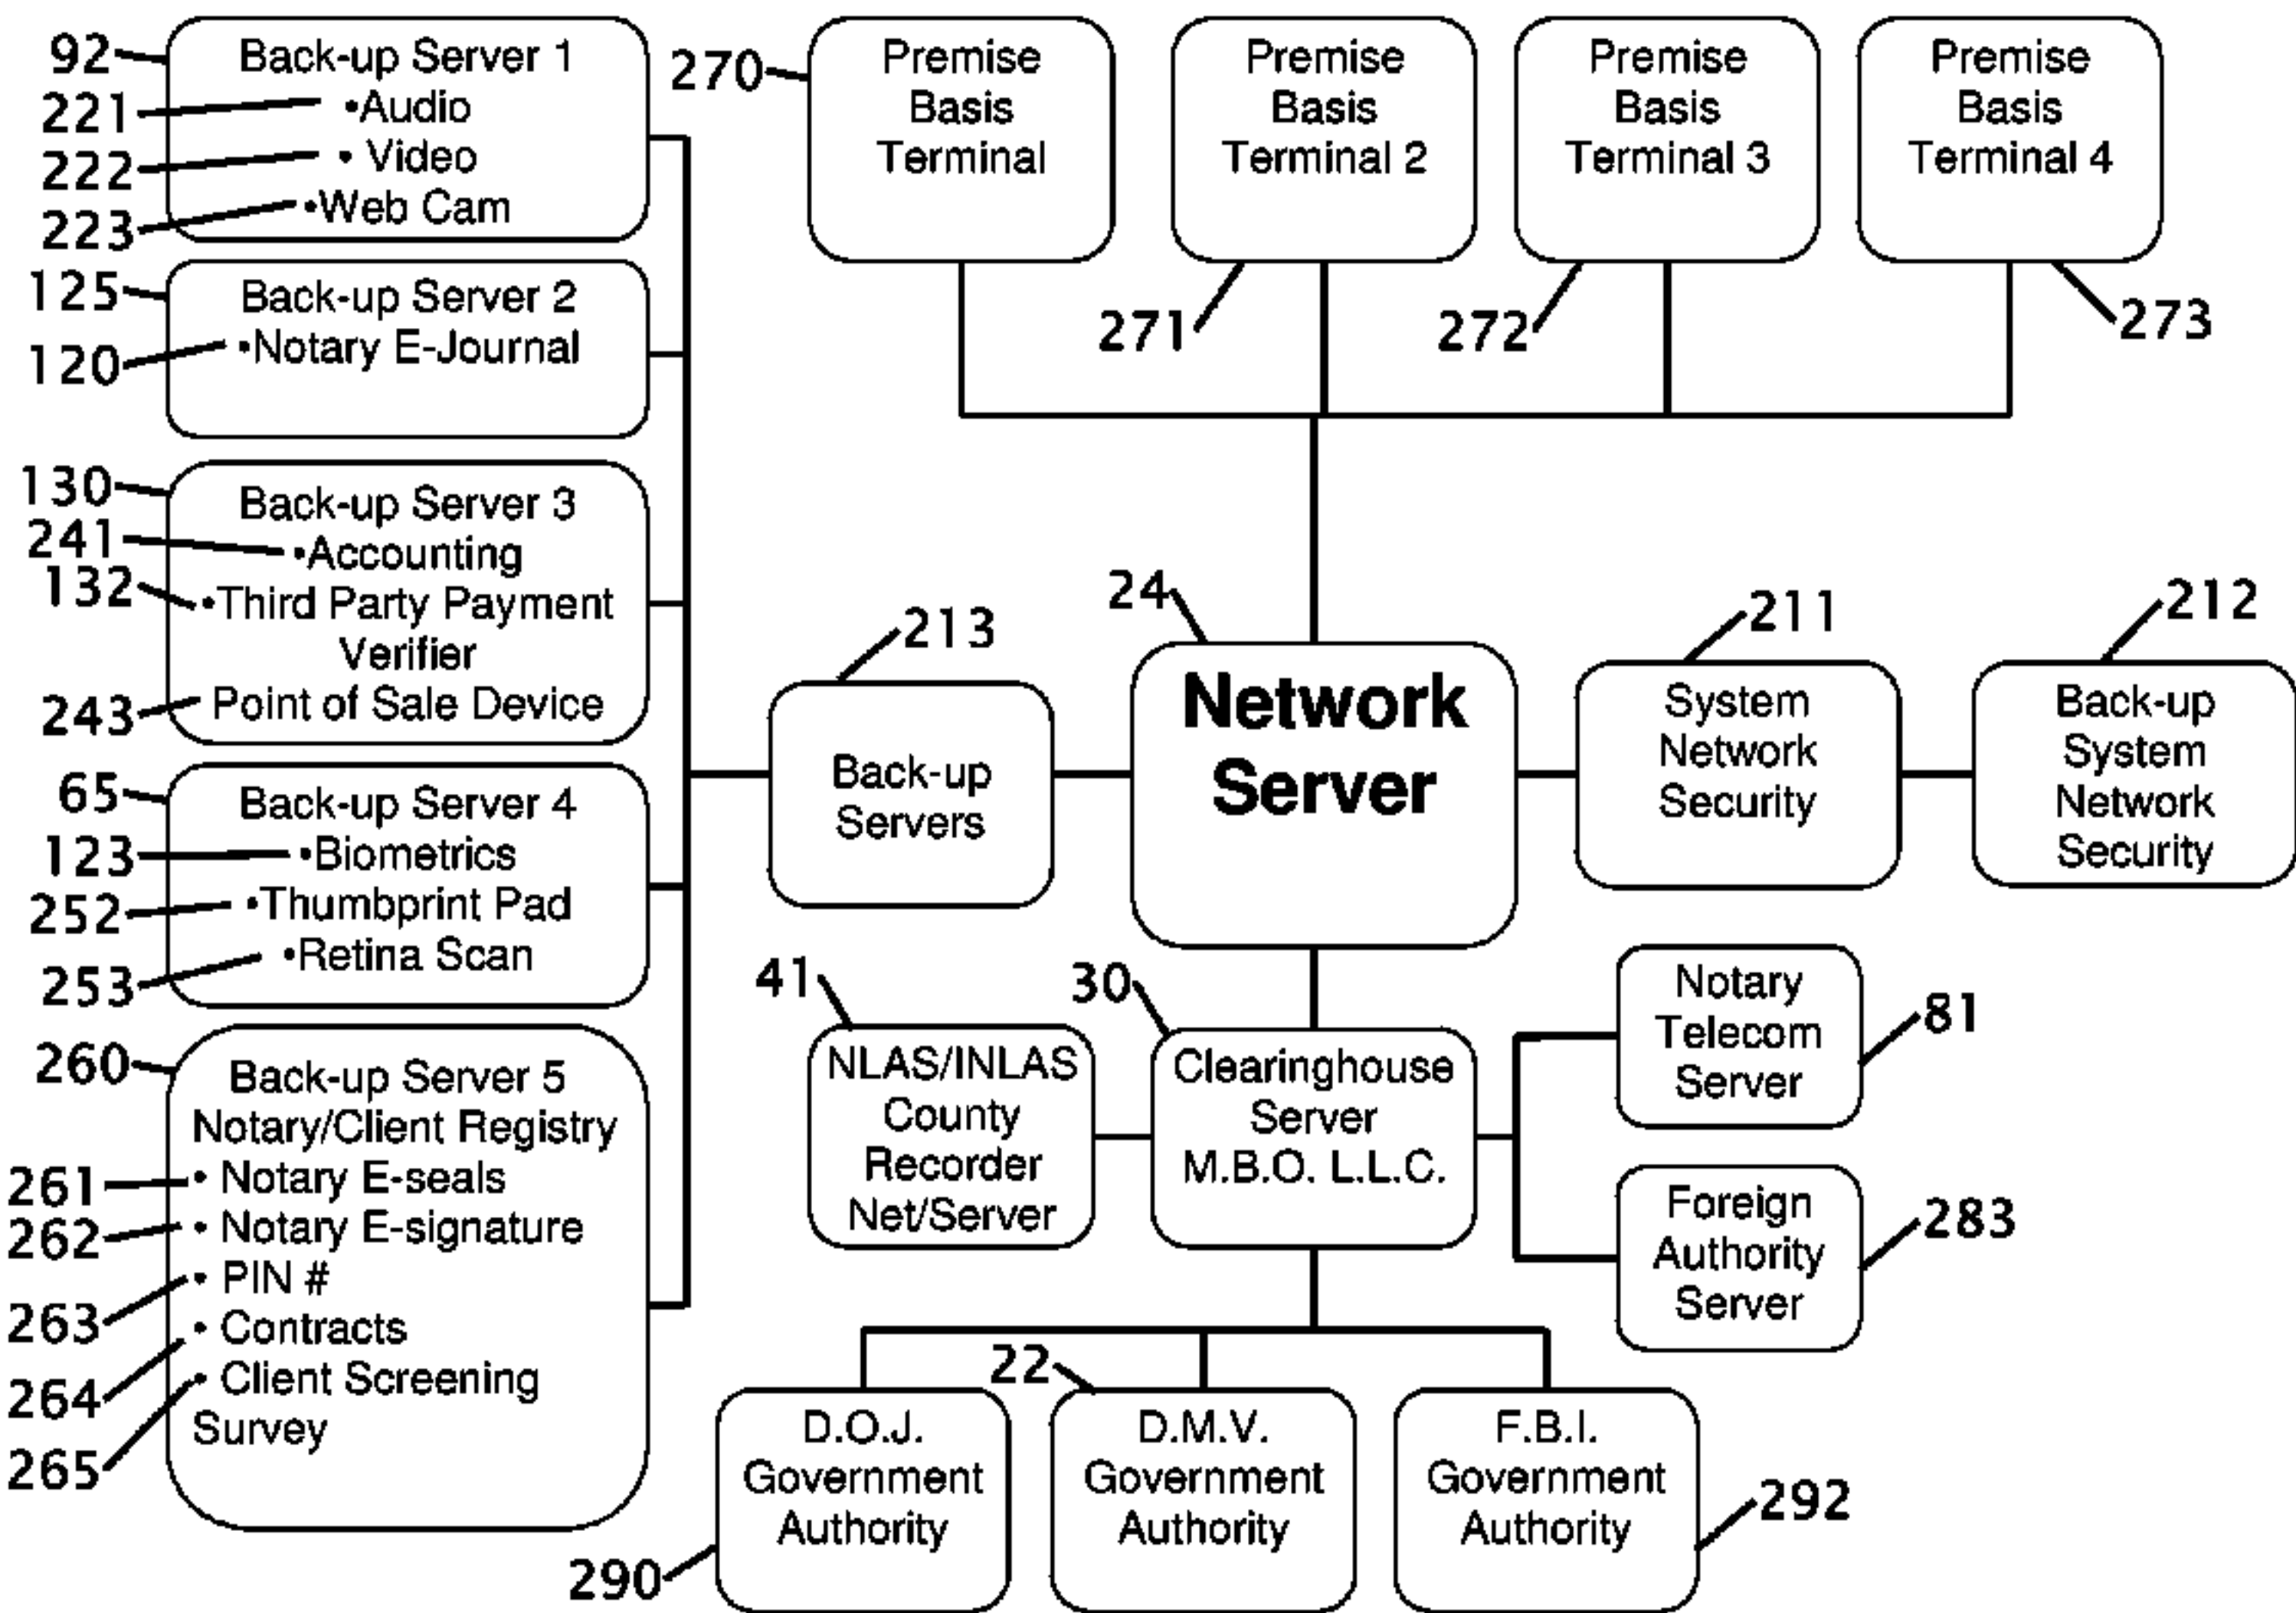 92
Back-up Server 1
221
•Audio
222
• Video
223
•Web Cam
125
Back-up Server 2
120
•Notary E-Journal
130
Back-up Server 3
241
•Accounting
132
•Third Party Payment
Verifier
243
Point of Sale Device
65
Back-up Server 4
123
•Biometrics
252
•Thumbprint Pad
253
•Retina Scan
260
Back-up Server 5
Notary/Client Registry
261
• Notary E-seals
262
• Notary E-signature
263
• PIN #
264
• Contracts
265
• Client Screening
Survey
270
Premise
Basis
Terminal
Premise
Basis
Terminal 2
271
Premise
Basis
Terminal 3
272
Premise
Basis
Terminal 4
273
213
Back-up
Servers
24
Network
Server
211
System
Network
Security
212
Back-up
System
Network
Security
41
NLAS/INLAS
County
Recorder
Net/Server
30
Clearinghouse
Server
M.B.O. L.L.C.
Notary
Telecom
Server
81
Foreign
Authority
Server
283
D.O.J.
Government
Authority
290
22
D.M.V.
Government
Authority
F.B.I.
Government
Authority
292